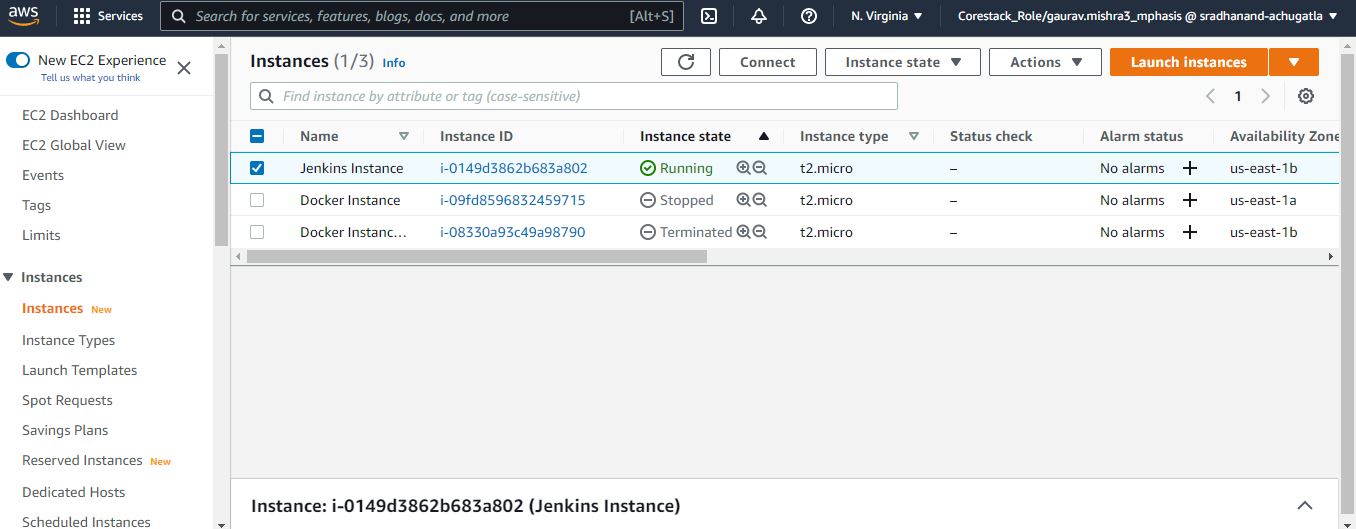 aws Services Search for services, features, blogs, docs, and more [Alt+S] N. Virginia Corestack_Role/gaurav.mishra3_mphasis @ sradhanand-achugatla
New EC2 Experience
Tell us what you think
EC2 Dashboard
EC2 Global View
Events
Tags
Limits
Instances
Instances New
Instance Types
Launch Templates
Spot Requests
Savings Plans
Reserved Instances New
Dedicated Hosts
Scheduled Instances
Instances (1/3) Info Connect Instance state Actions Launch instances
Find instance by attribute or tag (case-sensitive) 1
Name Instance ID Instance state Instance type Status check Alarm status Availability Zone
Jenkins Instance i-0149d3862b683a802 Running t2.micro – No alarms us-east-1b
Docker Instance i-09fd8596832459715 Stopped t2.micro – No alarms us-east-1a
Docker Instanc... i-08330a93c49a98790 Terminated t2.micro – No alarms us-east-1b
Instance: i-0149d3862b683a802 (Jenkins Instance)